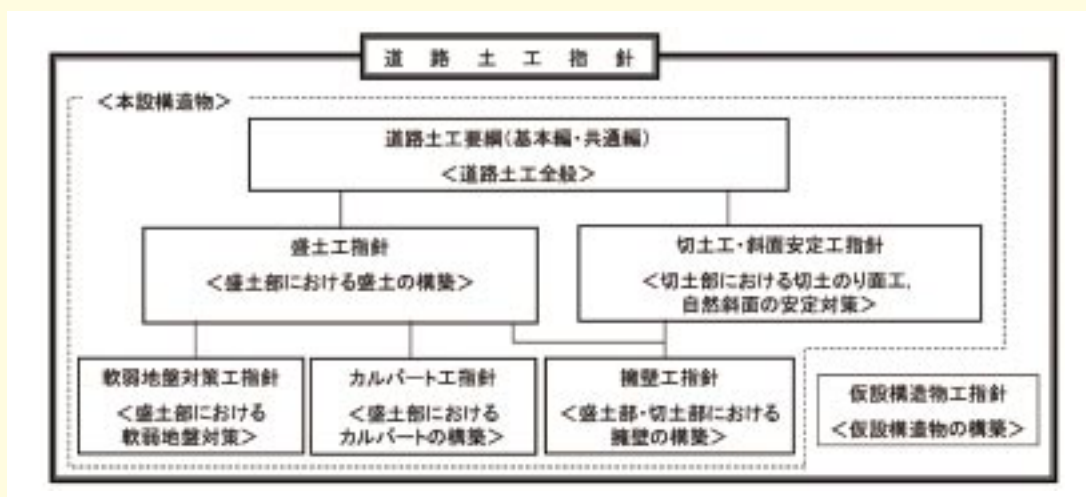 道路土工指針
＜本設構造物＞
道路土工要綱(基本編・共通編)
＜道路土工全般＞
盛土工指針
＜盛土部における盛土の構築＞
切土工・斜面安定工指針
＜切土部における切土のり面工,
自然斜面の安定対策＞
軟弱地盤対策工指針
＜盛土部における
軟弱地盤対策＞
カルバート工指針
＜盛土部における
カルバートの構築＞
擁壁工指針
＜盛土部・切土部における
擁壁の構築＞
仮設構造物工指針
＜仮設構造物の構築＞